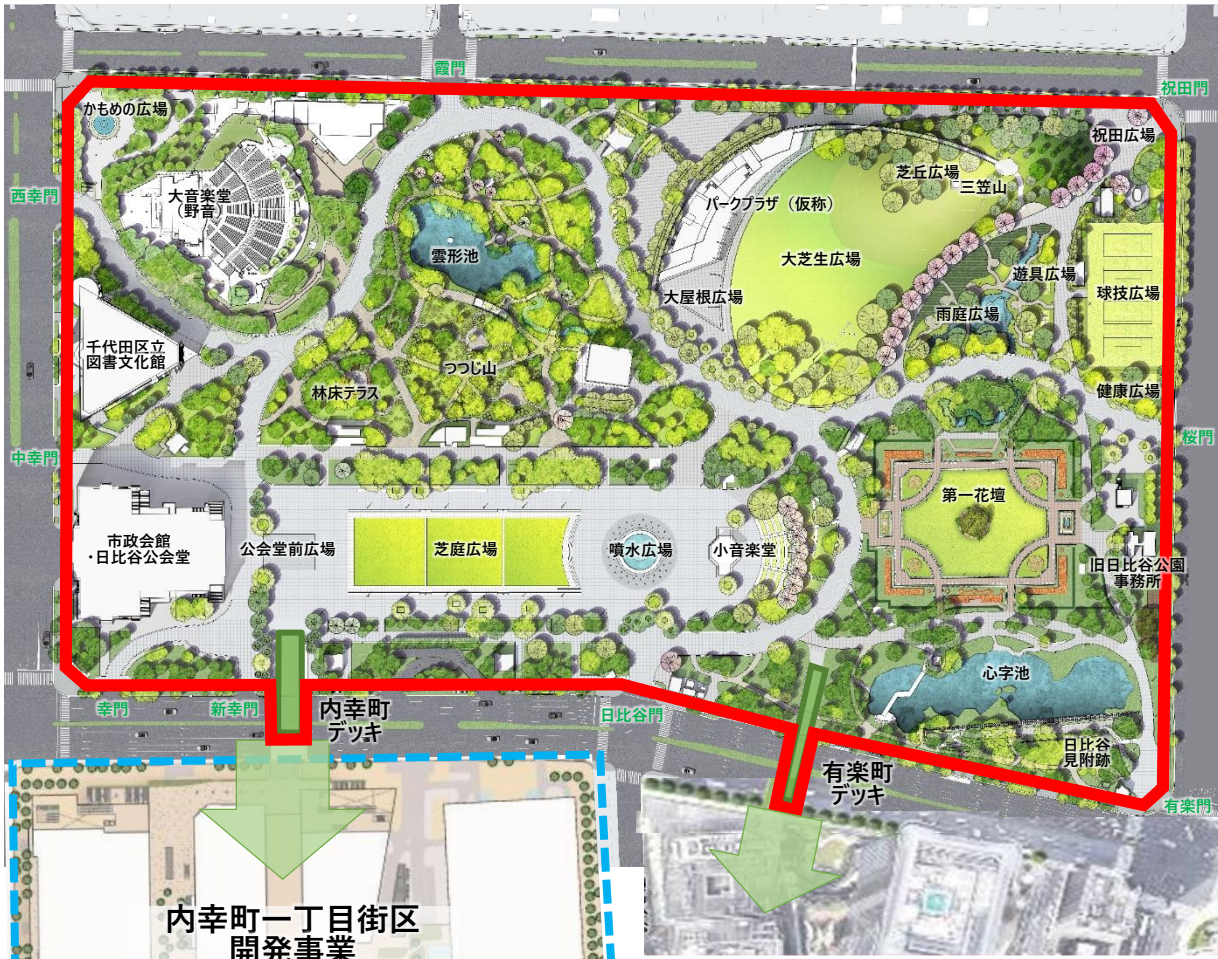 霞門
祝田門
かもめの広場
祝田広場
西幸門
大音楽堂
(野音)
芝丘広場
三笠山
パークプラザ（仮称）
雲形池
大芝生広場
遊具広場
球技広場
大屋根広場
雨庭広場
千代田区立
図書文化館
つつじ山
林床テラス
健康広場
中幸門
桜門
第一花壇
市政会館
・日比谷公会堂
公会堂前広場
芝庭広場
噴水広場
小音楽堂
旧日比谷公園
事務所
心字池
幸門
新幸門
内幸町
デッキ
日比谷門
日比谷
見附跡
有楽町
デッキ
有楽門
内幸町一丁目街区
開発事業